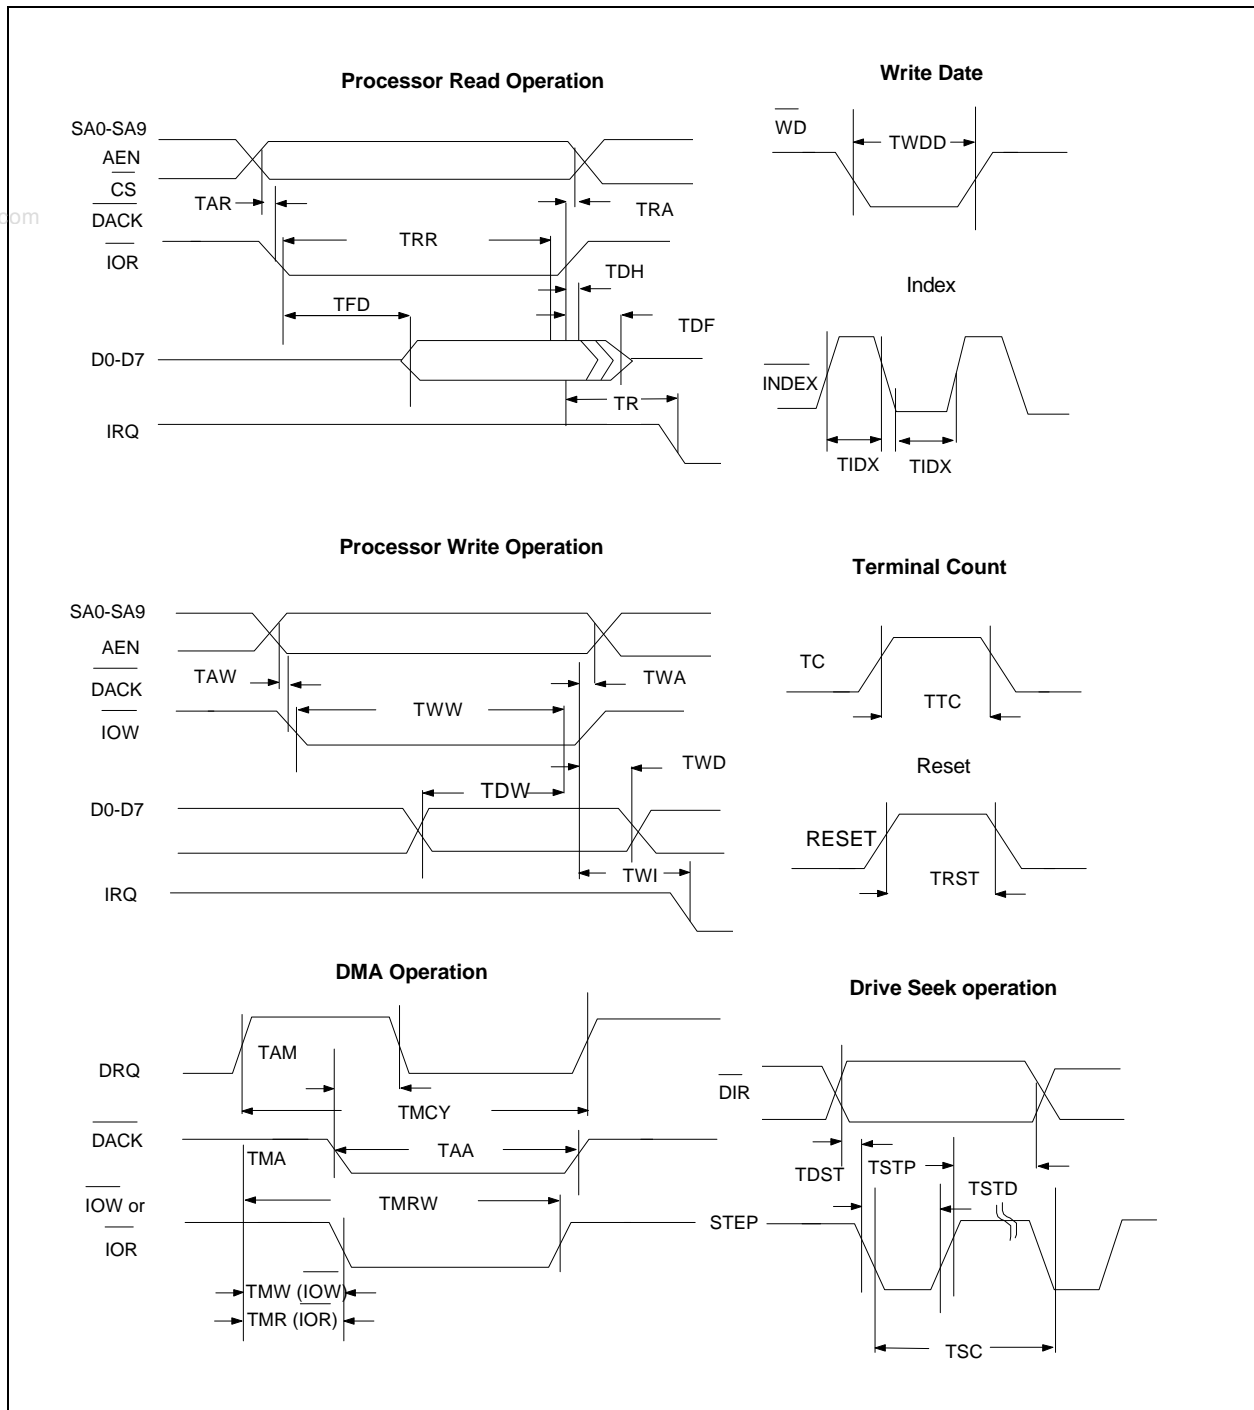 Processor Read Operation
SA0-SA9
AEN
CS
DACK
IOR
TAR
TRA
TRR
TDH
TFD
TDF
D0-D7
TR
IRQ
Write Date
WD
TWDD
Index
INDEX
TIDX
TIDX
Processor Write Operation
SA0-SA9
AEN
DACK
IOW
TAW
TWA
TWW
TWD
TDW
D0-D7
TWI
IRQ
Terminal Count
TC
TTC
Reset
RESET
TRST
DMA Operation
TAM
DRQ
TMCY
DACK
TMA
TAA
IOW or
IOR
TMRW
TMW (IOW)
TMR (IOR)
Drive Seek operation
DIR
TDST
TSTP
TSTD
STEP
TSC
com